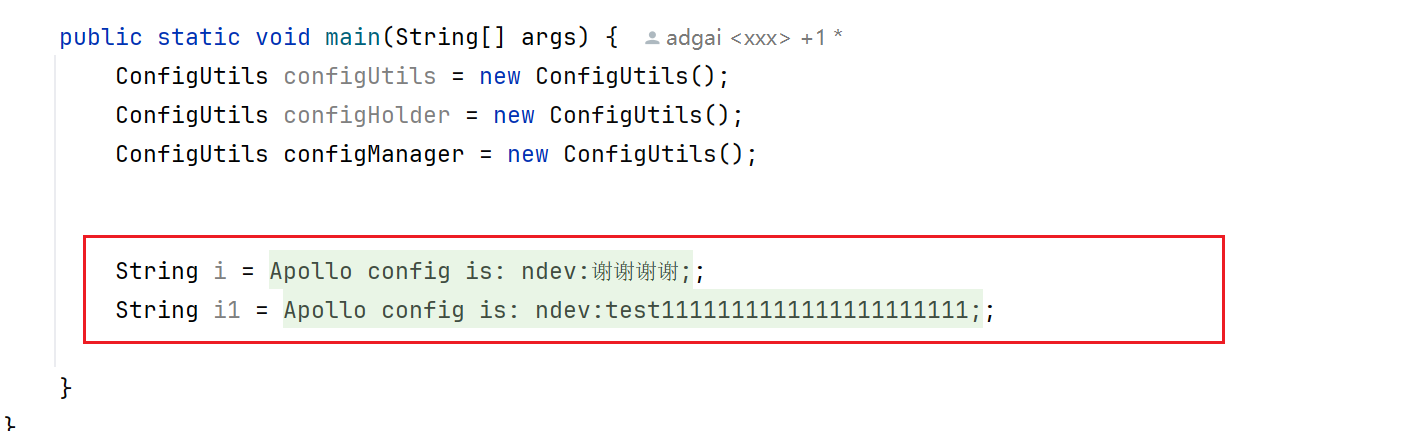 public static void main(String[] args) { adgai <xxx> +1 *
ConfigUtils configUtils = new ConfigUtils();
ConfigUtils configHolder = new ConfigUtils();
ConfigUtils configManager = new ConfigUtils();
String i = Apollo config is: ndev:谢谢谢谢;;
String i1 = Apollo config is: ndev:test1111111111111111111111;;
}
}